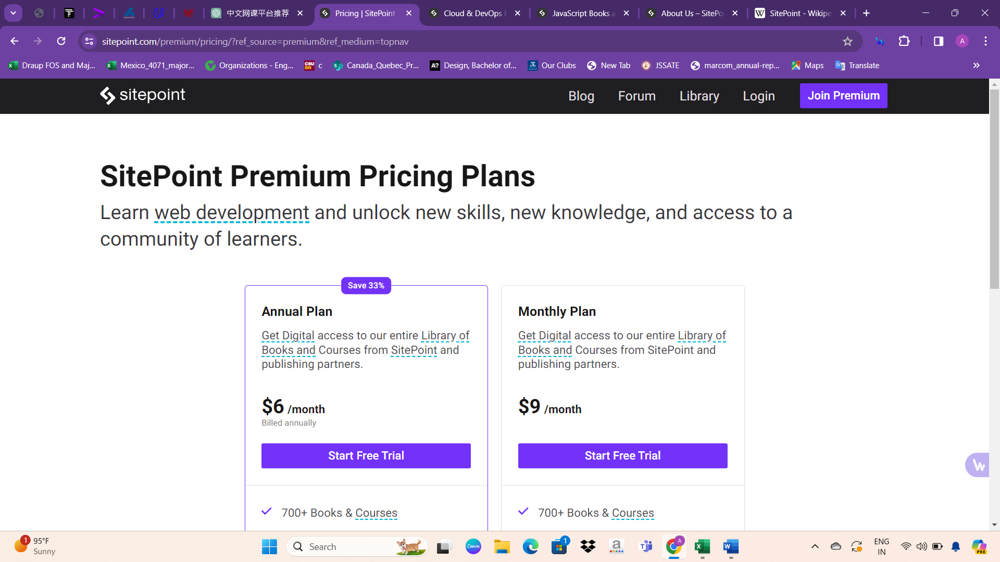 中文网课平台推荐
Pricing | SitePoint
Cloud & DevOps
JavaScript Books
About Us – SitePo
SitePoint - Wikipe
sitepoint.com/premium/pricing/?ref_source=premium&ref_medium=topnav
A
Draup FOS and Maj...
Mexico_4071_major...
Organizations - Eng...
CSU DH
c
Canada_Quebec_Pr...
A?
Design, Bachelor of...
Our Clubs
New Tab
JSSATE
marcom_annual-rep...
Maps
Translate
sitepoint
Blog
Forum
Library
Login
Join Premium
SitePoint Premium Pricing Plans
Learn web development and unlock new skills, new knowledge, and access to a
community of learners.
Save 33%
Annual Plan
Get Digital access to our entire Library of
Books and Courses from SitePoint and
publishing partners.
$6 /month
Billed annually
Start Free Trial
700+ Books & Courses
Monthly Plan
Get Digital access to our entire Library of
Books and Courses from SitePoint and
publishing partners.
$9 /month
Start Free Trial
700+ Books & Courses
1
95°F
Sunny
Search
Canva
1
a
A
ENG
IN
PRE